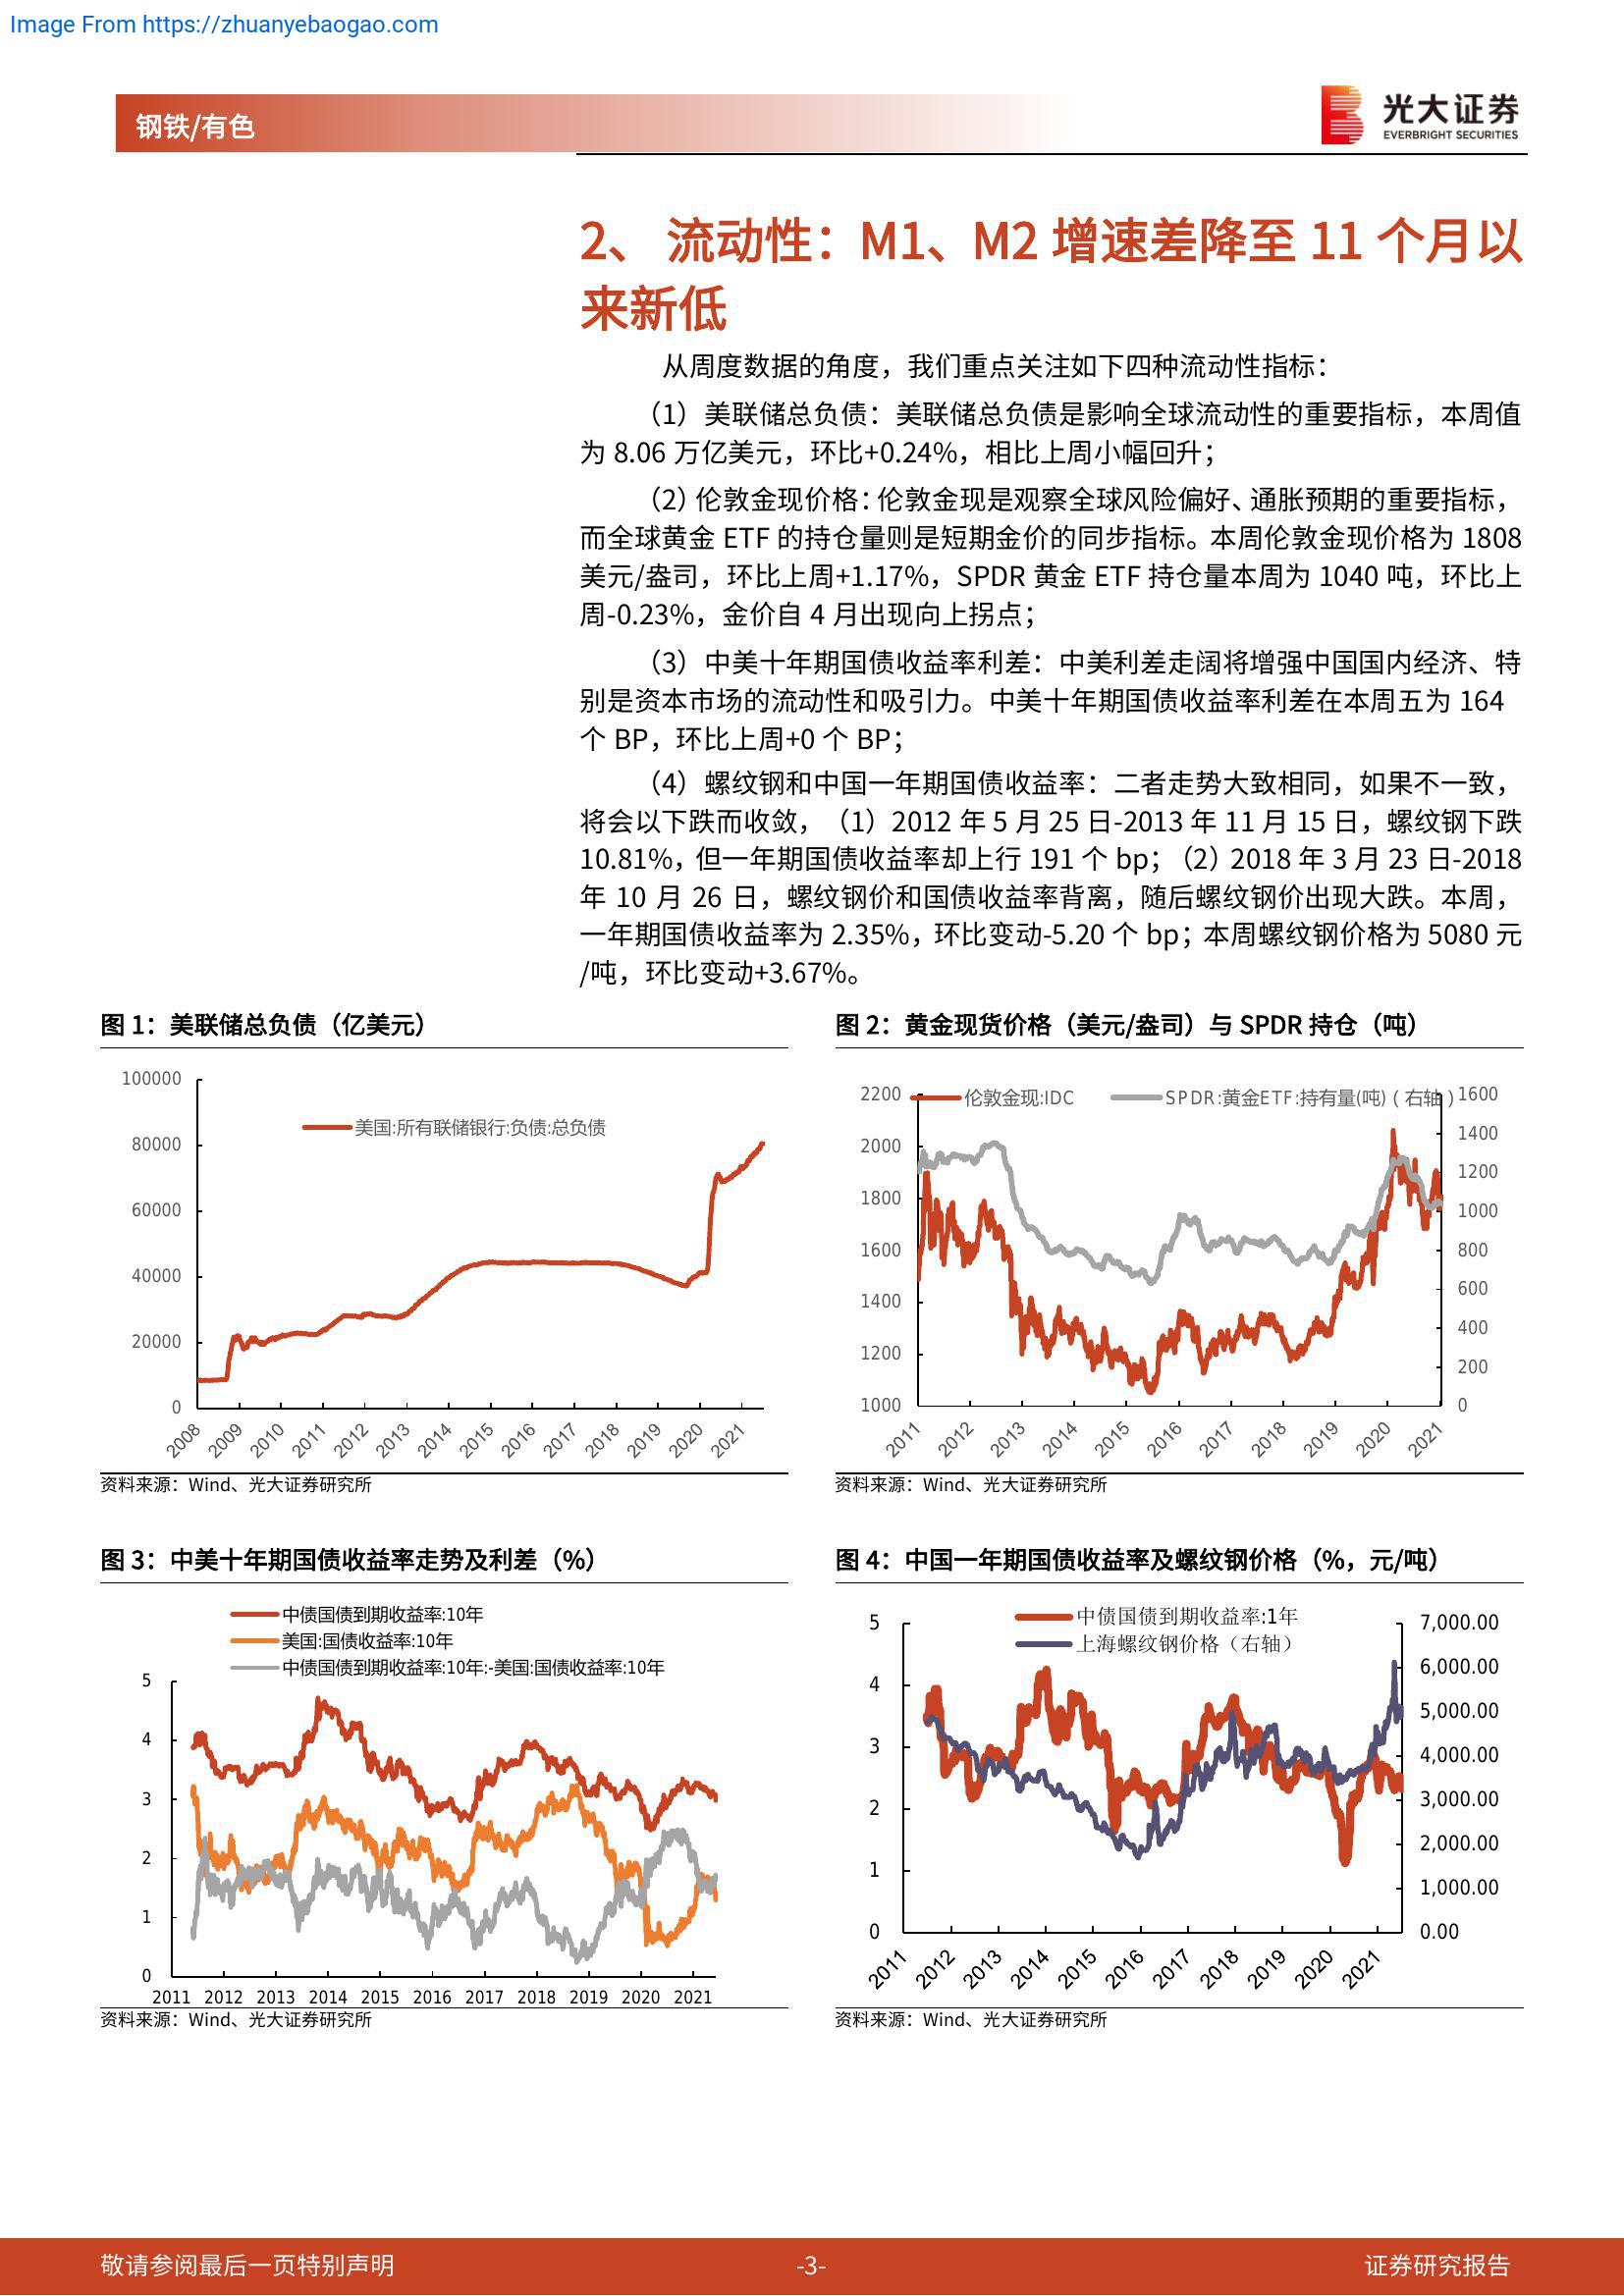 Image From https://zhuanyebaogao.com
钢铁/有色
光大证券
EVERBRIGHT SECURITIES
2、 流动性：M1、M2 增速差降至 11 个月以
来新低
从周度数据的角度，我们重点关注如下四种流动性指标：
（1）美联储总负债：美联储总负债是影响全球流动性的重要指标，本周值
为 8.06 万亿美元，环比+0.24%，相比上周小幅回升；
（2）伦敦金现价格：伦敦金现是观察全球风险偏好、通胀预期的重要指标，
而全球黄金 ETF 的持仓量则是短期金价的同步指标。本周伦敦金现价格为 1808
美元/盎司，环比上周+1.17%，SPDR 黄金 ETF 持仓量本周为 1040 吨，环比上
周-0.23%，金价自 4 月出现向上拐点；
（3）中美十年期国债收益率利差：中美利差走阔将增强中国国内经济、特
别是资本市场的流动性和吸引力。中美十年期国债收益率利差在本周五为 164
个 BP，环比上周+0 个 BP；
（4）螺纹钢和中国一年期国债收益率：二者走势大致相同，如果不一致，
将会以下跌而收敛，（1）2012 年 5 月 25 日-2013 年 11 月 15 日，螺纹钢下跌
10.81%，但一年期国债收益率却上行 191 个 bp；（2）2018 年 3 月 23 日-2018
年 10 月 26 日，螺纹钢价和国债收益率背离，随后螺纹钢价出现大跌。本周，
一年期国债收益率为 2.35%，环比变动-5.20 个 bp；本周螺纹钢价格为 5080 元
/吨，环比变动+3.67%。
图 1：美联储总负债（亿美元）
100000
80000
60000
40000
20000
0
美国:所有联储银行:负债:总负债
2008 2009 2010 2011 2012 2013 2014 2015 2016 2017 2018 2019 2020 2021
资料来源：Wind、光大证券研究所
图 2：黄金现货价格（美元/盎司）与 SPDR 持仓（吨）
伦敦金现:IDC
SPDR:黄金ETF:持有量(吨)（右轴）
2200
2000
1800
1600
1400
1200
1000
1600
1400
1200
1000
800
600
400
200
0
2011 2012 2013 2014 2015 2016 2017 2018 2019 2020 2021
资料来源：Wind、光大证券研究所
图 3：中美十年期国债收益率走势及利差（%）
中债国债到期收益率:10年
美国:国债收益率:10年
中债国债到期收益率:10年:-美国:国债收益率:10年
5
4
3
2
1
0
2011 2012 2013 2014 2015 2016 2017 2018 2019 2020 2021
资料来源：Wind、光大证券研究所
图 4：中国一年期国债收益率及螺纹钢价格（%，元/吨）
中债国债到期收益率:1年
上海螺纹钢价格（右轴）
5
4
3
2
1
0
7,000.00
6,000.00
5,000.00
4,000.00
3,000.00
2,000.00
1,000.00
0.00
2011 2012 2013 2014 2015 2016 2017 2018 2019 2020 2021
资料来源：Wind、光大证券研究所
敬请参阅最后一页特别声明
-3-
证券研究报告